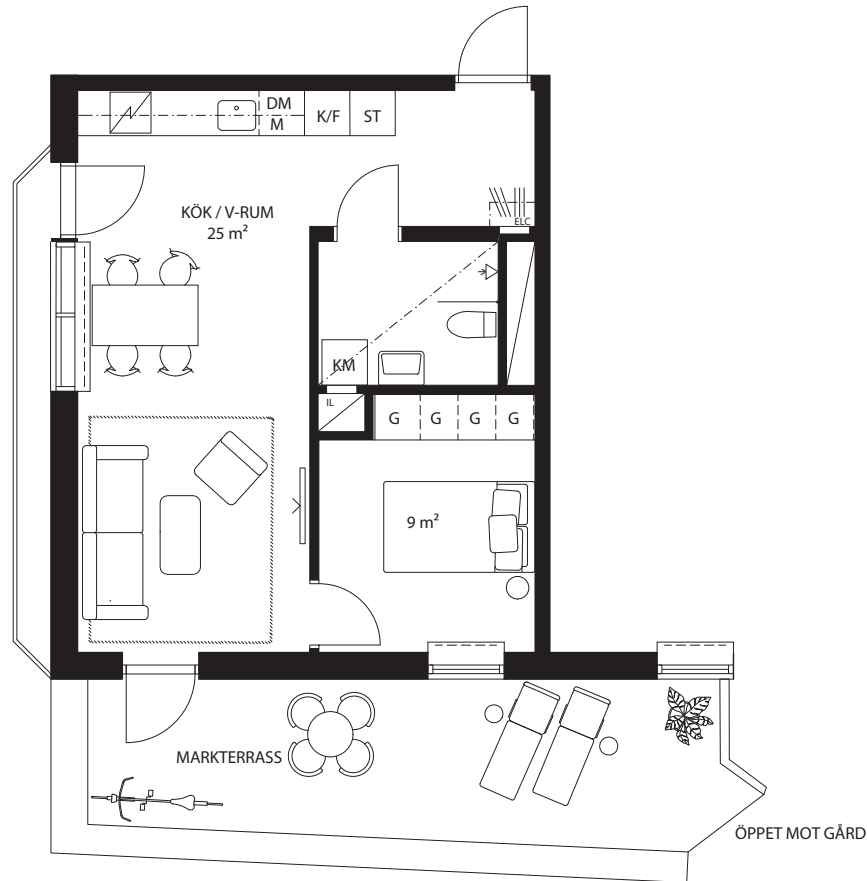 DM
M
K/F
ST
KÖK / V-RUM
25 m²
ELC
KM
IL
G
G
G
G
9 m²
MARKTERRASS
ÖPPET MOT GÅRD